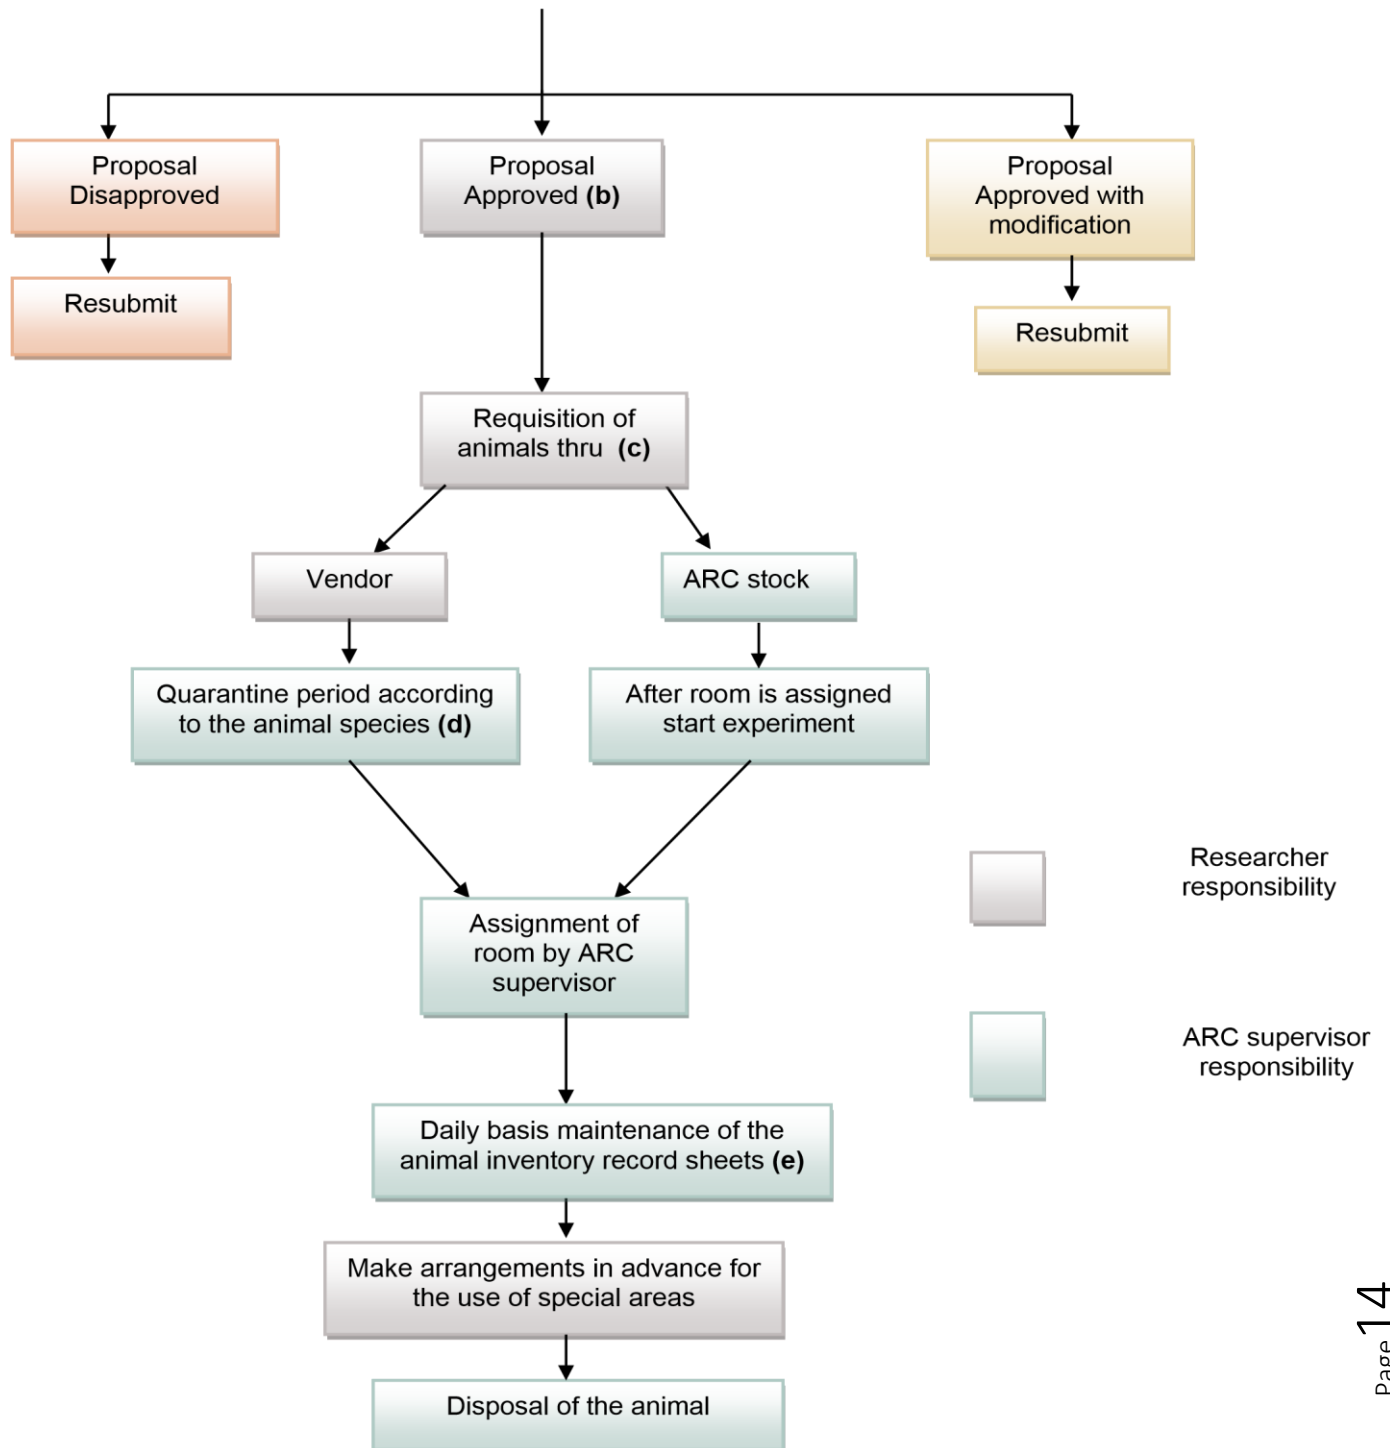 Proposal
Disapproved
Proposal
Approved (b)
Proposal
Approved with
modification
Resubmit
Resubmit
Requisition of
animals thru (c)
Vendor
ARC stock
Quarantine period according
to the animal species (d)
After room is assigned
start experiment
Researcher
responsibility
Assignment of
room by ARC
supervisor
ARC supervisor
responsibility
Daily basis maintenance of the
animal inventory record sheets (e)
Make arrangements in advance for
the use of special areas
Disposal of the animal
Page 14